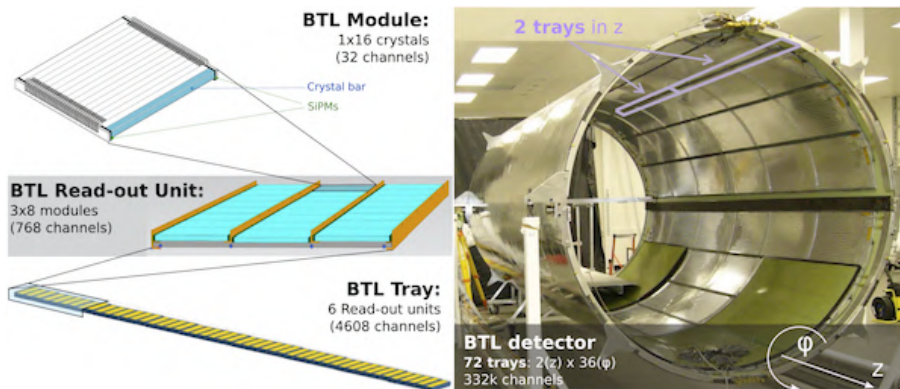 BTL Module:
1x16 crystals
(32 channels)
Crystal bar
SiPMs
BTL Read-out Unit:
3x8 modules
(768 channels)
BTL Tray:
6 Read-out units
(4608 channels)
2 trays in z
BTL detector
72 trays: 2(z) x 36(φ)
332k channels
φ
z